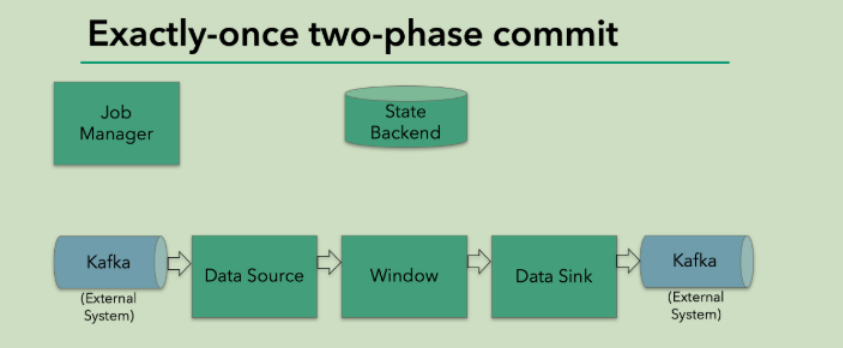 Exactly-once two-phase commit
Job
Manager
State
Backend
Kafka
(External
System)
Data Source
Window
Data Sink
Kafka
(External
System)